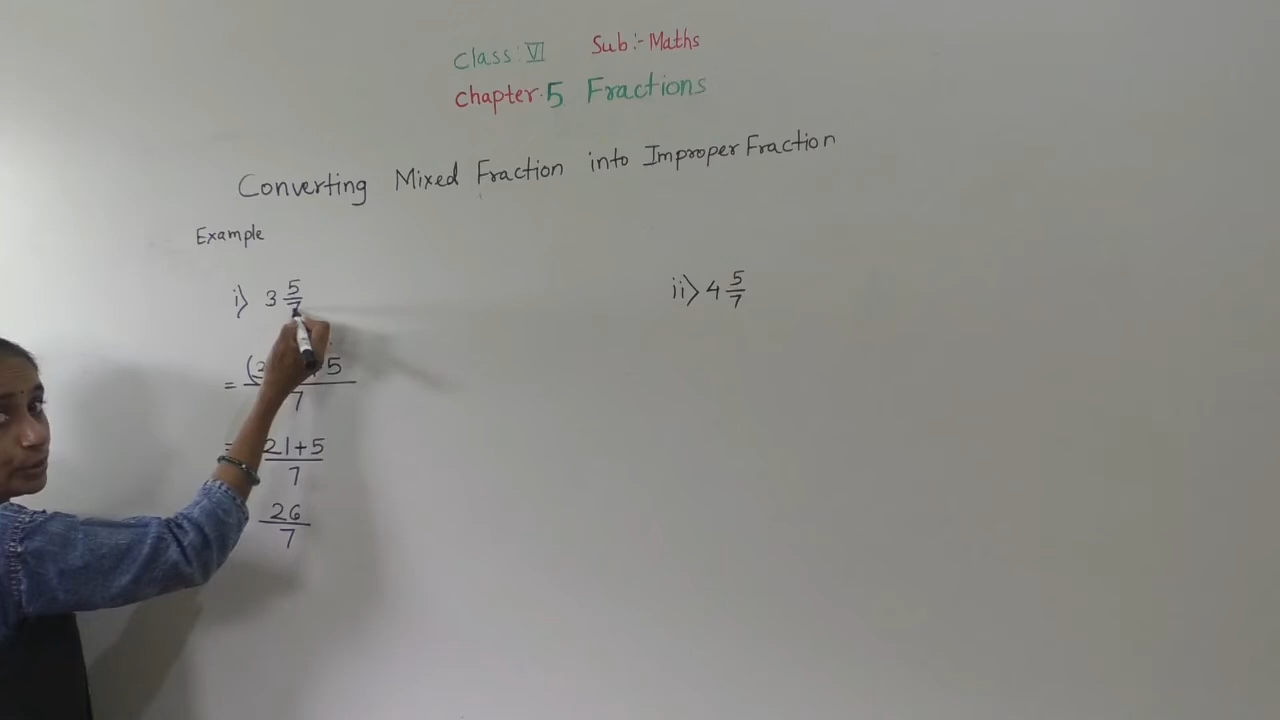 Class: VI Sub:- Maths
Chapter. 5 Fractions
Converting Mixed Fraction into Improper Fraction
Example
i) 3 5/7
ii) 4 5/7
= (3 + 5
7
= 21+5
7
26
7